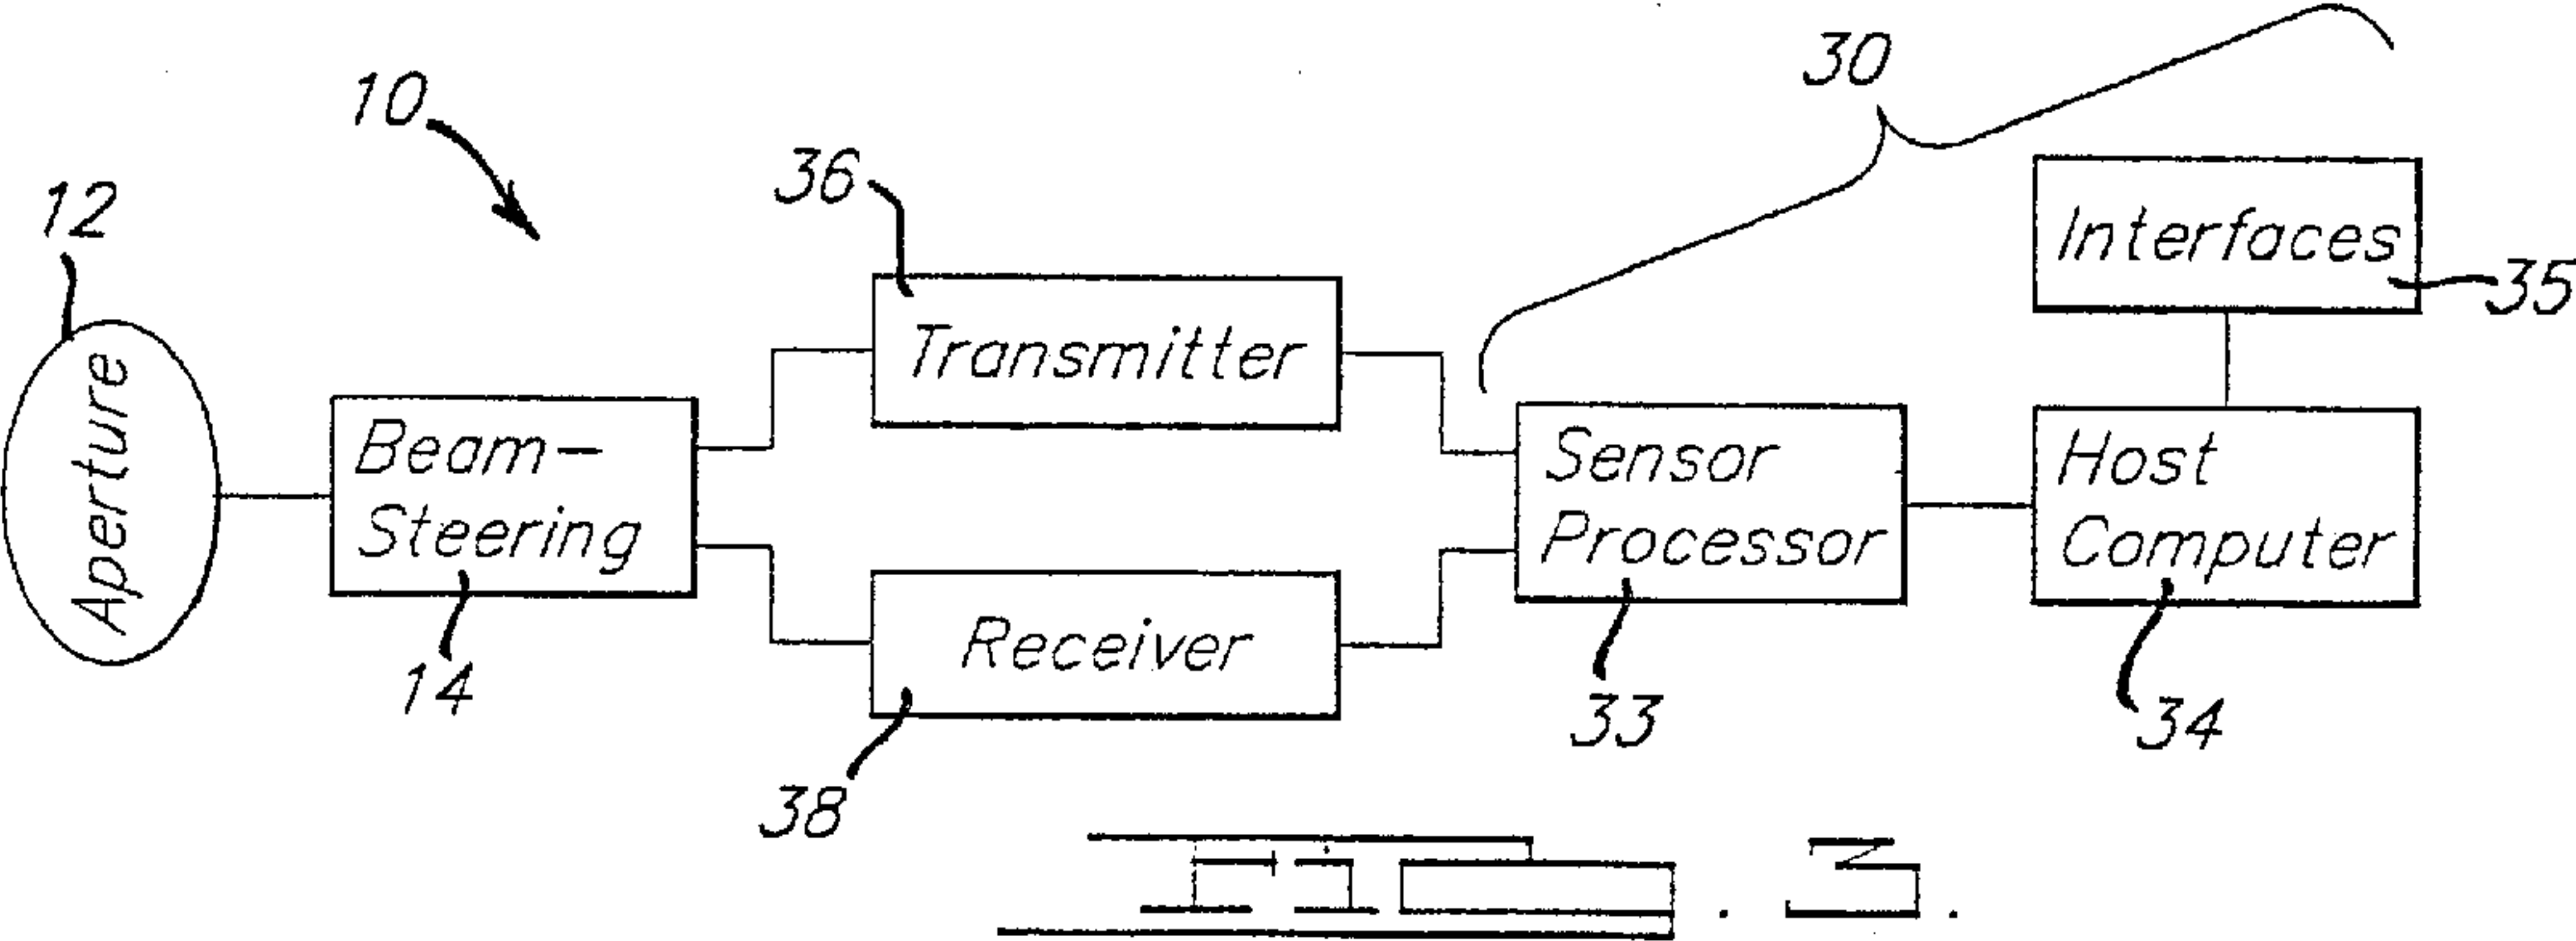 10
30
12
36
Interfaces
35
Transmitter
Aperture
Beam-
Steering
14
Sensor
Processor
33
Host
Computer
34
Receiver
38
Fig. 3.